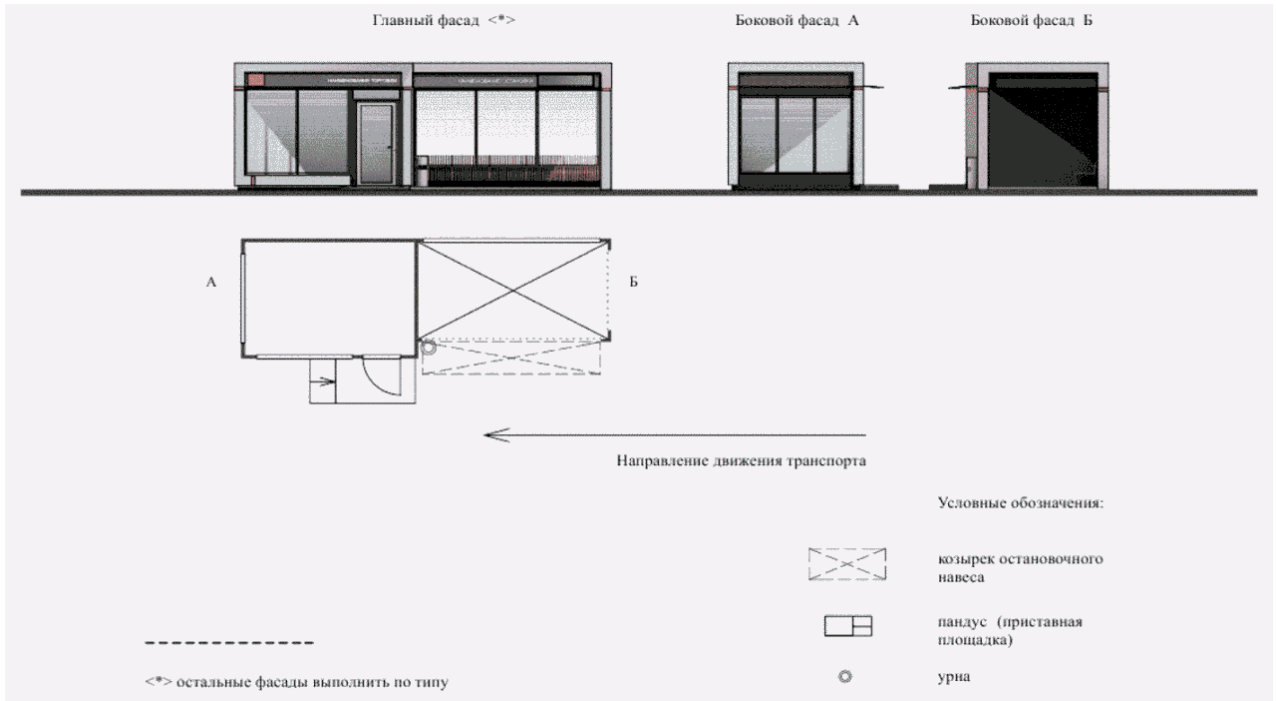 Главный фасад <*>
Боковой фасад А
Боковой фасад Б
А
Б
Направление движения транспорта
Условные обозначения:
козырек остановочного
навеса
пандус (приставная
площадка)
<*> остальные фасады выполнить по типу
урна